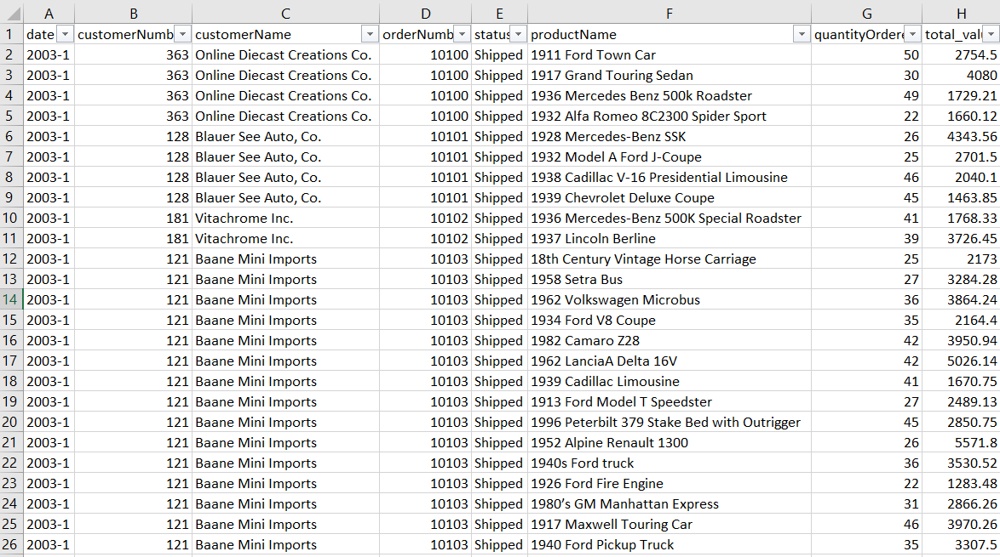 A B C D E F G H
1 date customerNumb customerName orderNumb status productName quantityOrdere total_valu
2 2003-1 363 Online Diecast Creations Co. 10100 Shipped 1911 Ford Town Car 50 2754.5
3 2003-1 363 Online Diecast Creations Co. 10100 Shipped 1917 Grand Touring Sedan 30 4080
4 2003-1 363 Online Diecast Creations Co. 10100 Shipped 1936 Mercedes Benz 500k Roadster 49 1729.21
5 2003-1 363 Online Diecast Creations Co. 10100 Shipped 1932 Alfa Romeo 8C2300 Spider Sport 22 1660.12
6 2003-1 128 Blauer See Auto, Co. 10101 Shipped 1928 Mercedes-Benz SSK 26 4343.56
7 2003-1 128 Blauer See Auto, Co. 10101 Shipped 1932 Model A Ford J-Coupe 25 2701.5
8 2003-1 128 Blauer See Auto, Co. 10101 Shipped 1938 Cadillac V-16 Presidential Limousine 46 2040.1
9 2003-1 128 Blauer See Auto, Co. 10101 Shipped 1939 Chevrolet Deluxe Coupe 45 1463.85
10 2003-1 181 Vitachrome Inc. 10102 Shipped 1936 Mercedes-Benz 500K Special Roadster 41 1768.33
11 2003-1 181 Vitachrome Inc. 10102 Shipped 1937 Lincoln Berline 39 3726.45
12 2003-1 121 Baane Mini Imports 10103 Shipped 18th Century Vintage Horse Carriage 25 2173
13 2003-1 121 Baane Mini Imports 10103 Shipped 1958 Setra Bus 27 3284.28
14 2003-1 121 Baane Mini Imports 10103 Shipped 1962 Volkswagen Microbus 36 3864.24
15 2003-1 121 Baane Mini Imports 10103 Shipped 1934 Ford V8 Coupe 35 2164.4
16 2003-1 121 Baane Mini Imports 10103 Shipped 1982 Camaro Z28 42 3950.94
17 2003-1 121 Baane Mini Imports 10103 Shipped 1962 LanciaA Delta 16V 42 5026.14
18 2003-1 121 Baane Mini Imports 10103 Shipped 1939 Cadillac Limousine 41 1670.75
19 2003-1 121 Baane Mini Imports 10103 Shipped 1913 Ford Model T Speedster 27 2489.13
20 2003-1 121 Baane Mini Imports 10103 Shipped 1996 Peterbilt 379 Stake Bed with Outrigger 45 2850.75
21 2003-1 121 Baane Mini Imports 10103 Shipped 1952 Alpine Renault 1300 26 5571.8
22 2003-1 121 Baane Mini Imports 10103 Shipped 1940s Ford truck 36 3530.52
23 2003-1 121 Baane Mini Imports 10103 Shipped 1926 Ford Fire Engine 22 1283.48
24 2003-1 121 Baane Mini Imports 10103 Shipped 1980’s GM Manhattan Express 31 2866.26
25 2003-1 121 Baane Mini Imports 10103 Shipped 1917 Maxwell Touring Car 46 3970.26
26 2003-1 121 Baane Mini Imports 10103 Shipped 1940 Ford Pickup Truck 35 3307.5